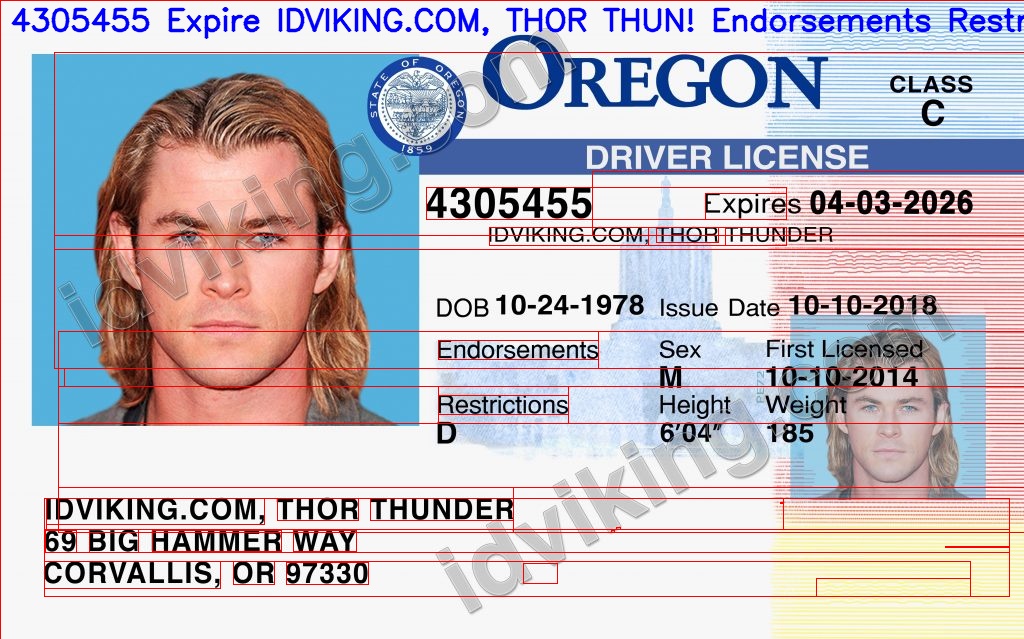 4305455 Expire IDVIKING.COM, THOR THUN! Endorsements Restr
STATE OF OREGON
1859
OREGON
CLASS
C
DRIVER LICENSE
4305455 Expires 04-03-2026
IDVIKING.COM, THOR THUNDER
DOB 10-24-1978 Issue Date 10-10-2018
Endorsements Sex First Licensed
M 10-10-2014
Restrictions Height Weight
D 6'04" 185
IDVIKING.COM, THOR THUNDER
69 BIG HAMMER WAY
CORVALLIS, OR 97330
idviking.com
idviking.com